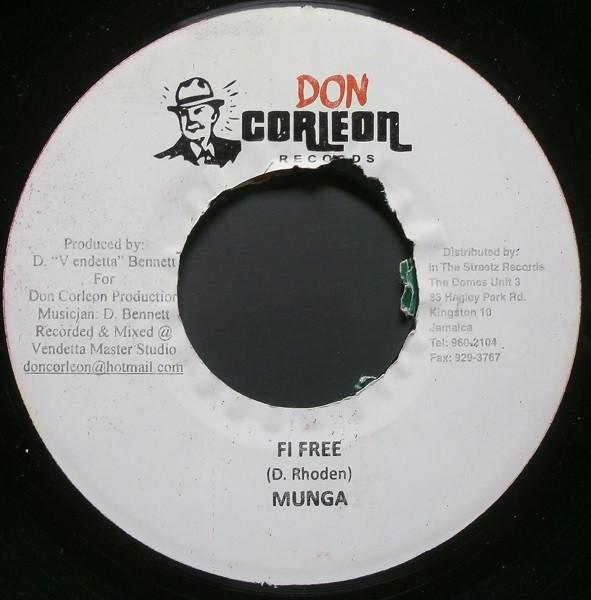 DON
CORLEON
RECORDS
Produced by:
D. "V endetta" Bennett
For
Don Corleon Production
Musician: D. Bennett
Recorded & Mixed @
Vendetta Master Studio
doncorleon@hotmail.com
Distributed by:
In The Streetz Records
The Domes Unit 3
85 Hagley Park Rd.
Kingston 10
Jamaica
Tel: 960-2104
Fax: 929-3767
FI FREE
(D. Rhoden)
MUNGA